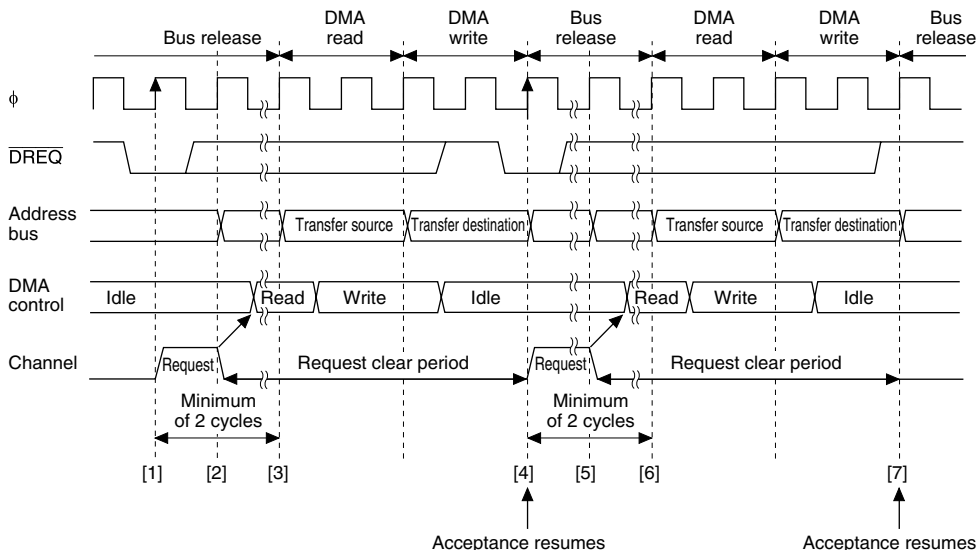 Bus release
DMA
read
DMA
write
Bus
release
DMA
read
DMA
write
Bus
release
ϕ
DREQ
Address
bus
Transfer source
Transfer destination
Transfer source
Transfer destination
DMA
control
Idle
Read
Write
Idle
Read
Write
Idle
Channel
Request
Request clear period
Request
Request clear period
Minimum
of 2 cycles
Minimum
of 2 cycles
[1]
[2]
[3]
[4]
[5]
[6]
[7]
Acceptance resumes
Acceptance resumes